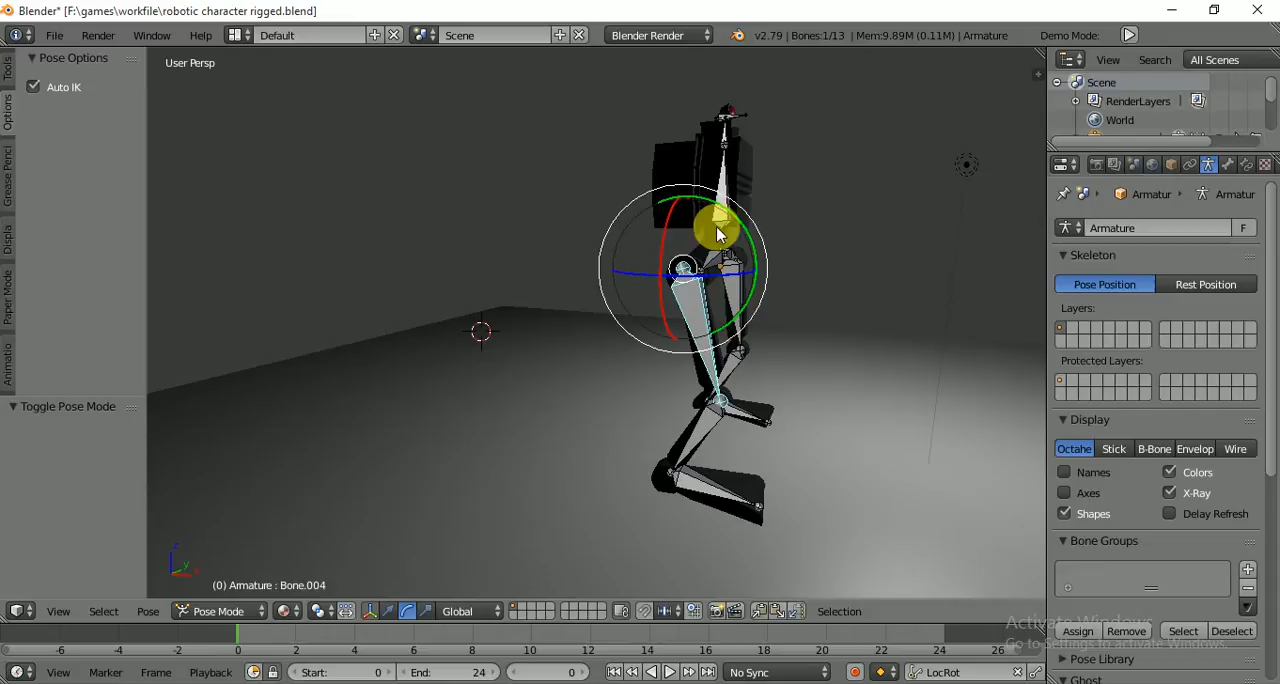 Blender* [F:\games\workfile\robotic character rigged.blend]
File Render Window Help Default Scene Blender Render v2.79 | Bones:1/13 | Mem:9.89M (0.11M) | Armature Demo Mode:
Tools
Options
Grease Penci
Displa
Paper Mode
Animatio
Pose Options
Auto IK
Toggle Pose Mode
User Persp
z
y
x
(0) Armature : Bone.004
View Search All Scenes
Scene
RenderLayers
World
Armatur Armatur
Armature F
Skeleton
Pose Position Rest Position
Layers:
Protected Layers:
Display
Octahe Stick B-Bone Envelop Wire
Names Colors
Axes X-Ray
Shapes Delay Refresh
Bone Groups
Assign Remove Select Deselect
Pose Library
Ghost
Activate Windows
Go to Settings to activate Windows.
View Select Pose Pose Mode Global Selection
-6 -4 -2 0 2 4 6 8 10 12 14 16 18 20 22 24 26
View Marker Frame Playback Start: 0 End: 24 0 No Sync LocRot